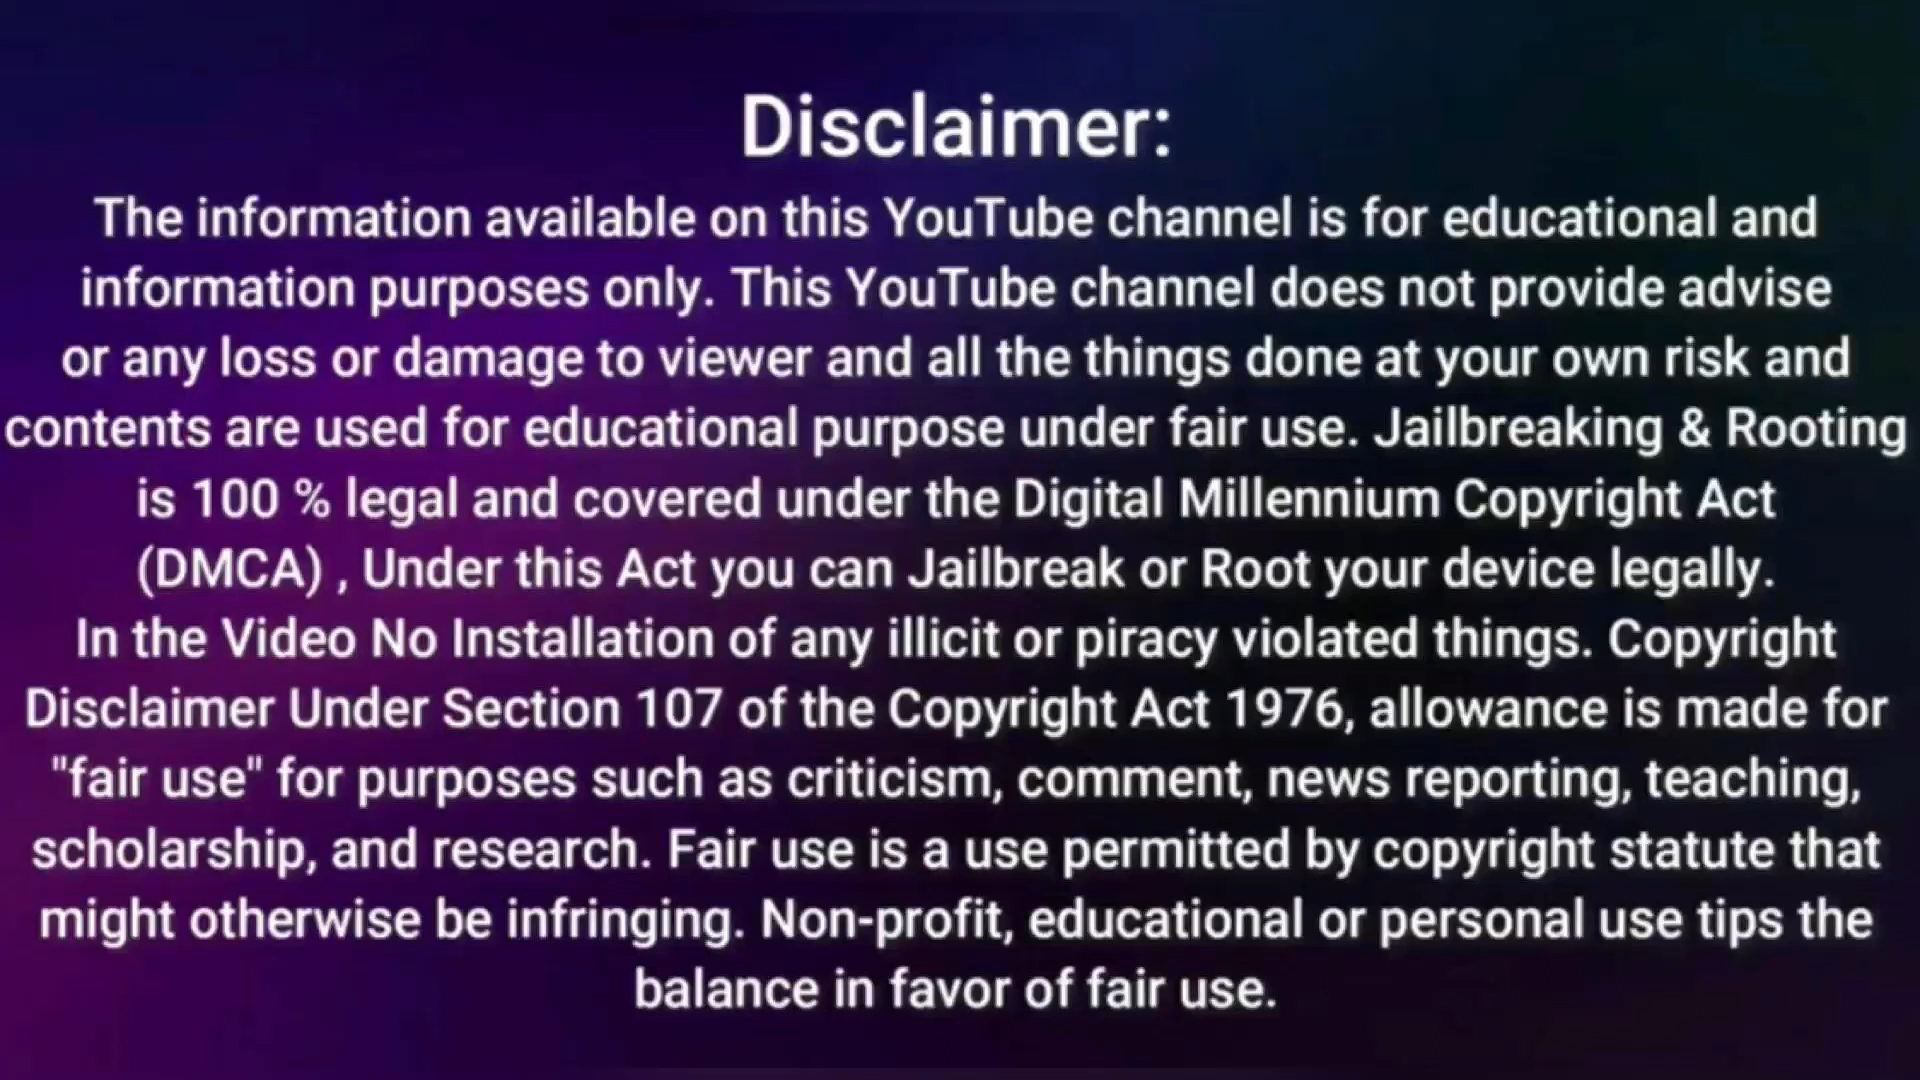 Disclaimer:
The information available on this YouTube channel is for educational and
information purposes only. This YouTube channel does not provide advise
or any loss or damage to viewer and all the things done at your own risk and
contents are used for educational purpose under fair use. Jailbreaking & Rooting
is 100 % legal and covered under the Digital Millennium Copyright Act
(DMCA) , Under this Act you can Jailbreak or Root your device legally.
In the Video No Installation of any illicit or piracy violated things. Copyright
Disclaimer Under Section 107 of the Copyright Act 1976, allowance is made for
"fair use" for purposes such as criticism, comment, news reporting, teaching,
scholarship, and research. Fair use is a use permitted by copyright statute that
might otherwise be infringing. Non-profit, educational or personal use tips the
balance in favor of fair use.